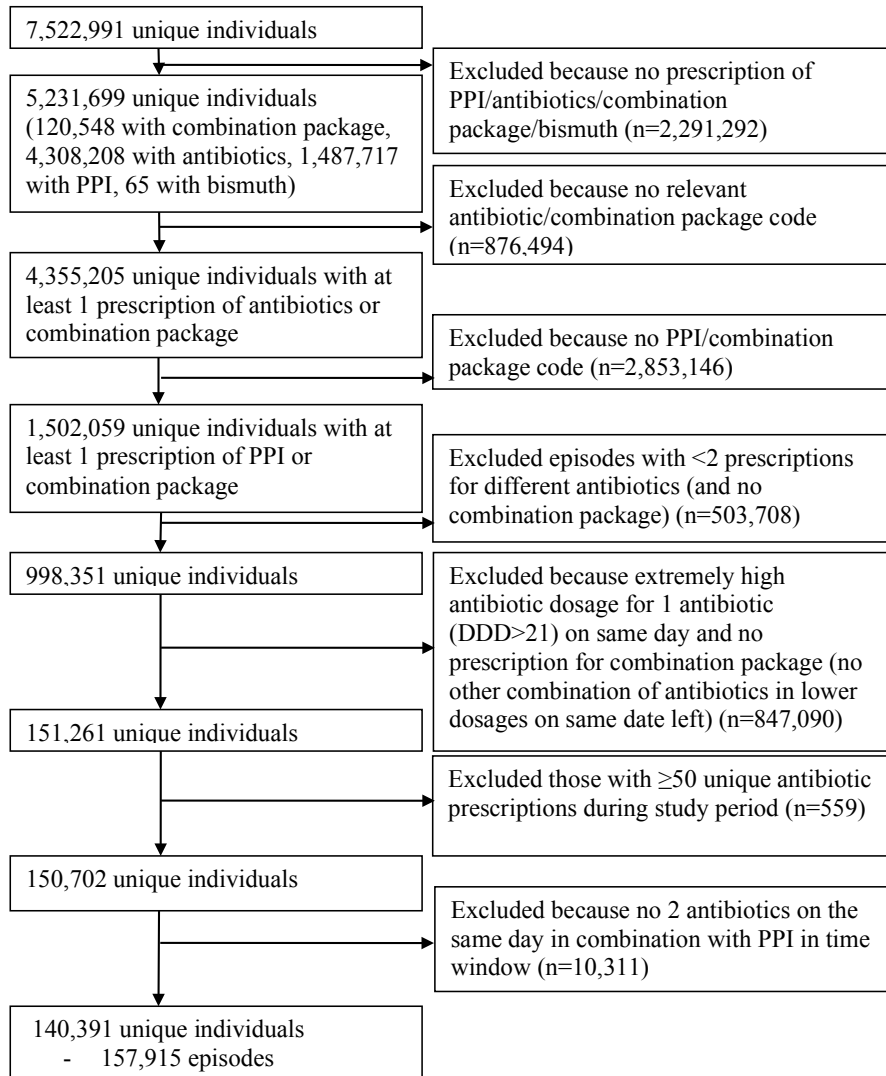 7,522,991 unique individuals
Excluded because no prescription of
PPI/antibiotics/combination
package/bismuth (n=2,291,292)
5,231,699 unique individuals
(120,548 with combination package,
4,308,208 with antibiotics, 1,487,717
with PPI, 65 with bismuth)
Excluded because no relevant
antibiotic/combination package code
(n=876,494)
4,355,205 unique individuals with at
least 1 prescription of antibiotics or
combination package
Excluded because no PPI/combination
package code (n=2,853,146)
1,502,059 unique individuals with at
least 1 prescription of PPI or
combination package
Excluded episodes with <2 prescriptions
for different antibiotics (and no
combination package) (n=503,708)
998,351 unique individuals
Excluded because extremely high
antibiotic dosage for 1 antibiotic
(DDD>21) on same day and no
prescription for combination package (no
other combination of antibiotics in lower
dosages on same date left) (n=847,090)
151,261 unique individuals
Excluded those with ≥50 unique antibiotic
prescriptions during study period (n=559)
150,702 unique individuals
Excluded because no 2 antibiotics on the
same day in combination with PPI in time
window (n=10,311)
140,391 unique individuals
- 157,915 episodes